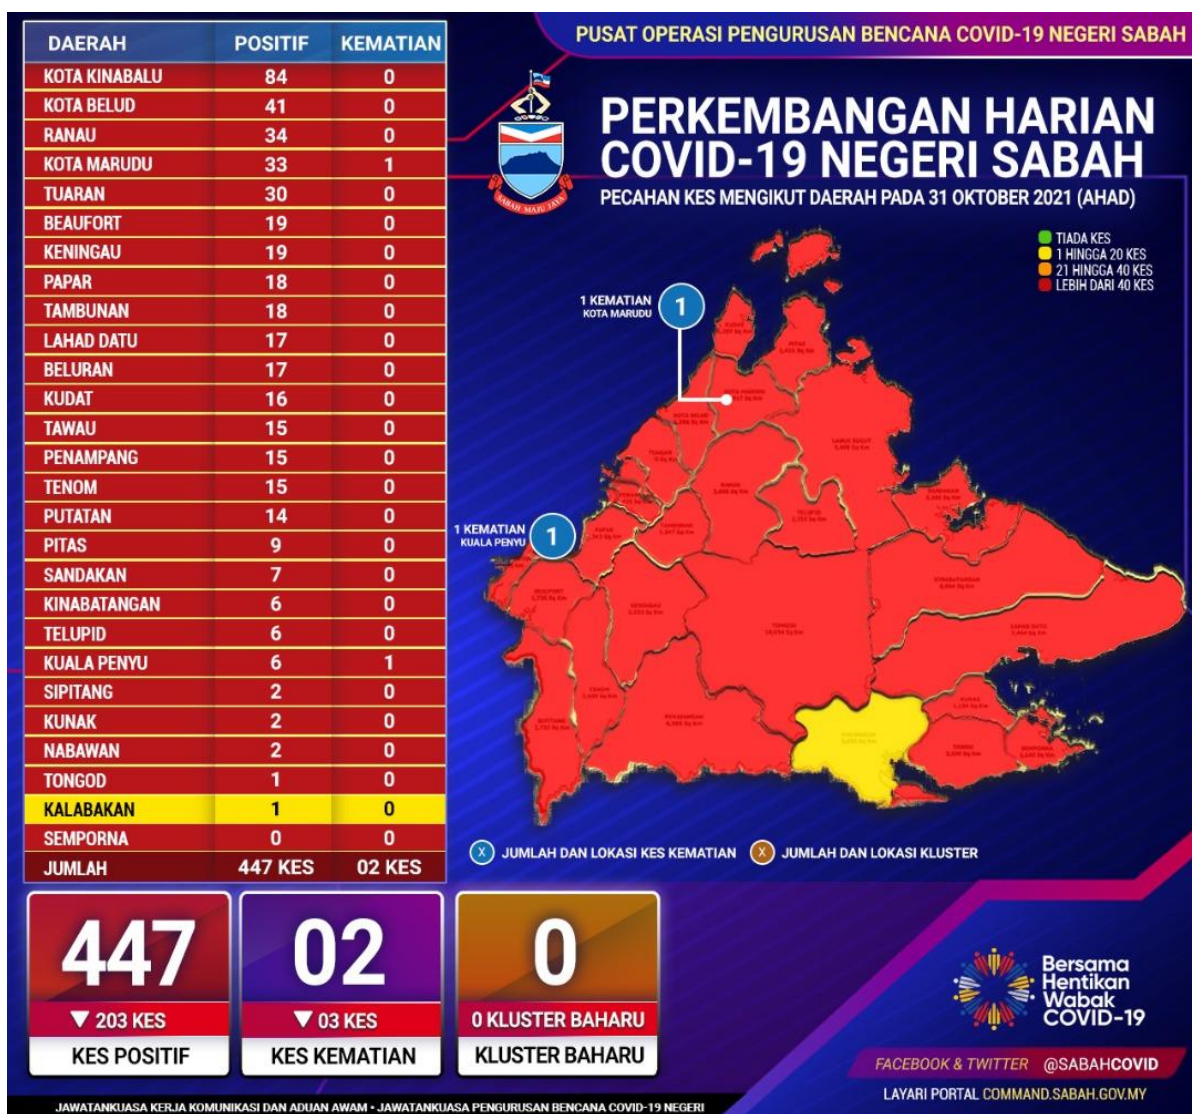 DAERAH POSITIF KEMATIAN
KOTA KINABALU 84 0
KOTA BELUD 41 0
RANAU 34 0
KOTA MARUDU 33 1
TUARAN 30 0
BEAUFORT 19 0
KENINGAU 19 0
PAPAR 18 0
TAMBUNAN 18 0
LAHAD DATU 17 0
BELURAN 17 0
KUDAT 16 0
TAWAU 15 0
PENAMPANG 15 0
TENOM 15 0
PUTATAN 14 0
PITAS 9 0
SANDAKAN 7 0
KINABATANGAN 6 0
TELUPID 6 0
KUALA PENYU 6 1
SIPITANG 2 0
KUNAK 2 0
NABAWAN 2 0
TONGOD 1 0
KALABAKAN 1 0
SEMPORNA 0 0
JUMLAH 447 KES 02 KES
PUSAT OPERASI PENGURUSAN BENCANA COVID-19 NEGERI SABAH
SABAH MAJU JAYA
PERKEMBANGAN HARIAN
COVID-19 NEGERI SABAH
PECAHAN KES MENGIKUT DAERAH PADA 31 OKTOBER 2021 (AHAD)
TIADA KES
1 HINGGA 20 KES
21 HINGGA 40 KES
LEBIH DARI 40 KES
1 KEMATIAN
KOTA MARUDU
1
1 KEMATIAN
KUALA PENYU
1
X JUMLAH DAN LOKASI KES KEMATIAN
X JUMLAH DAN LOKASI KLUSTER
447
▼ 203 KES
KES POSITIF
02
▼ 03 KES
KES KEMATIAN
0
0 KLUSTER BAHARU
KLUSTER BAHARU
Bersama
Hentikan
Wabak
COVID-19
FACEBOOK & TWITTER @SABAHCOVID
LAYARI PORTAL COMMAND.SABAH.GOV.MY
JAWATANKUASA KERJA KOMUNIKASI DAN ADUAN AWAM • JAWATANKUASA PENGURUSAN BENCANA COVID-19 NEGERI